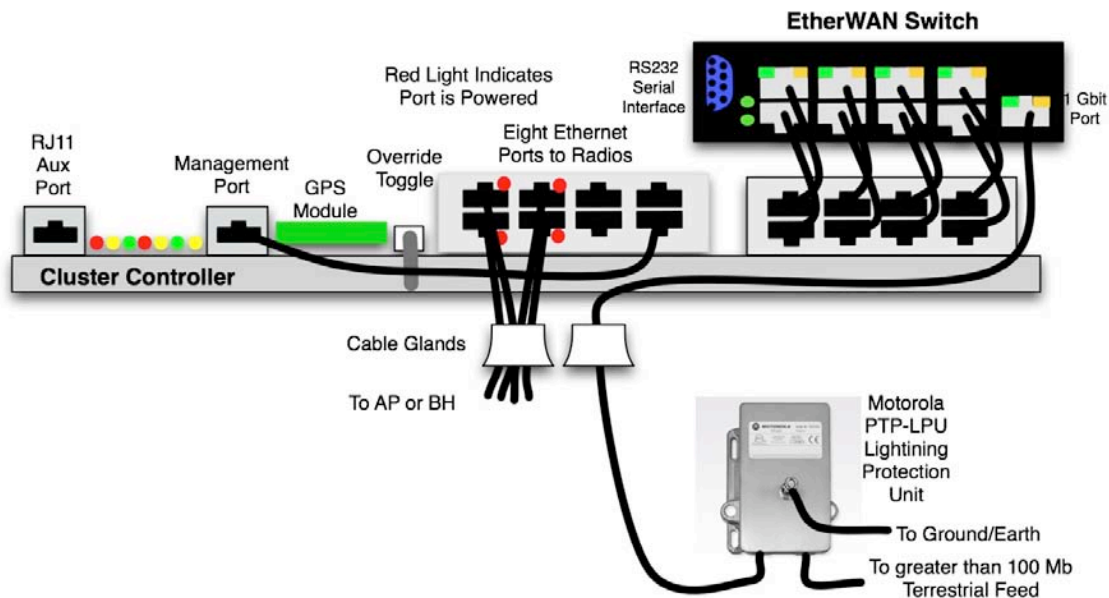 EtherWAN Switch
RS232
Serial
Interface
1 Gbit
Port
Red Light Indicates
Port is Powered
Eight Ethernet
Ports to Radios
RJ11
Aux
Port
Management
Port
GPS
Module
Override
Toggle
Cluster Controller
Cable Glands
To AP or BH
MOTOROLA
Motorola
PTP-LPU
Lightining
Protection
Unit
To Ground/Earth
To greater than 100 Mb
Terrestrial Feed